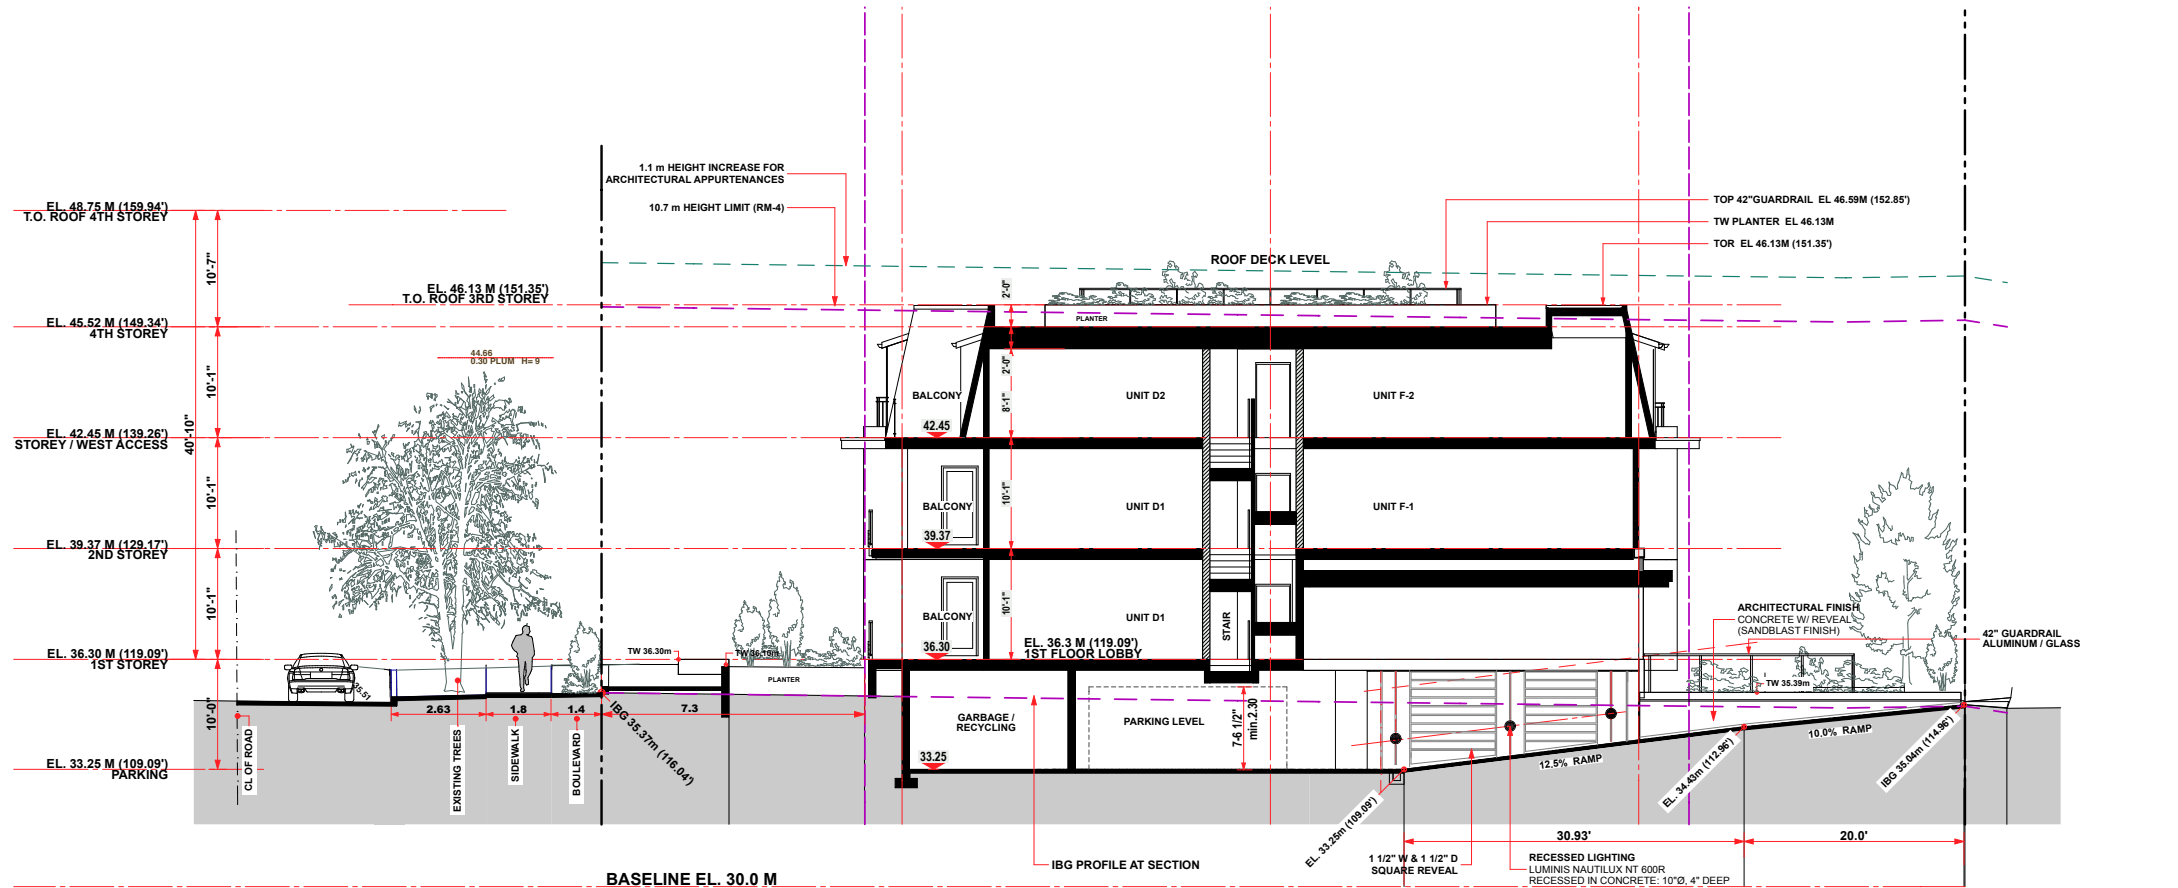 1.1 m HEIGHT INCREASE FOR
ARCHITECTURAL APPURTENANCES
10.7 m HEIGHT LIMIT (RM-4)
TOP 42"GUARDRAIL EL 46.59M (152.85')
TW PLANTER EL 46.13M
TOR EL 46.13M (151.35')
ROOF DECK LEVEL
EL. 48.75 M (159.94')
T.O. ROOF 4TH STOREY
EL. 46.13 M (151.35')
T.O. ROOF 3RD STOREY
EL. 45.52 M (149.34')
4TH STOREY
EL. 42.45 M (139.26')
STOREY / WEST ACCESS
EL. 39.37 M (129.17')
2ND STOREY
EL. 36.30 M (119.09')
1ST STOREY
EL. 33.25 M (109.09')
PARKING
40'-10"
10'-7"
10'-1"
10'-1"
10'-1"
10'-0"
44.66
0.30 PLUM H= 9
2'-0"
2'-0"
8'-1"
10'-1"
10'-1"
PLANTER
BALCONY
UNIT D2
UNIT F-2
42.45
BALCONY
UNIT D1
UNIT F-1
39.37
BALCONY
UNIT D1
STAIR
36.30
EL. 36.3 M (119.09')
1ST FLOOR LOBBY
TW 36.30m
TW 36.10m
PLANTER
35.51
2.63
1.8
1.4
7.3
CL OF ROAD
EXISTING TREES
SIDEWALK
BOULEVARD
IBG 35.37m (116.04')
GARBAGE /
RECYCLING
PARKING LEVEL
7-6 1/2"
min.2.30
33.25
ARCHITECTURAL FINISH
CONCRETE W/ REVEAL
(SANDBLAST FINISH)
42" GUARDRAIL
ALUMINUM / GLASS
TW 35.39m
12.5% RAMP
10.0% RAMP
EL. 33.25m (109.09')
EL. 34.43m (112.96')
IBG 35.04m (114.96')
30.93'
20.0'
IBG PROFILE AT SECTION
1 1/2" W & 1 1/2" D
SQUARE REVEAL
RECESSED LIGHTING
LUMINIS NAUTILUX NT 600R
RECESSED IN CONCRETE: 10"Ø, 4" DEEP
BASELINE EL. 30.0 M